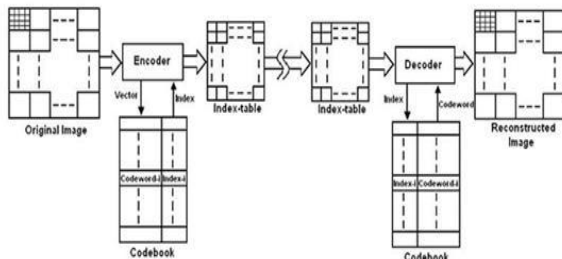 Encoder
Decoder
Vector
Index
Index
Codeword
Original Image
Index-table
Index-table
Reconstructed
Image
Codeword-i Index-i
Index-i Codeword-i
Codebook
Codebook